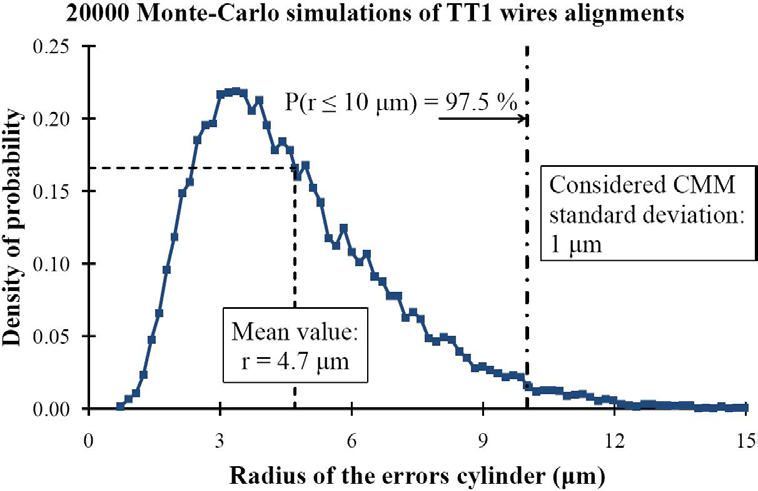 20000 Monte-Carlo simulations of TT1 wires alignments
Density of probability
0.25
0.20
0.15
0.10
0.05
0.00
P(r ≤ 10 μm) = 97.5 %
Considered CMM
standard deviation:
1 μm
Mean value:
r = 4.7 μm
0 3 6 9 12 15
Radius of the errors cylinder (μm)